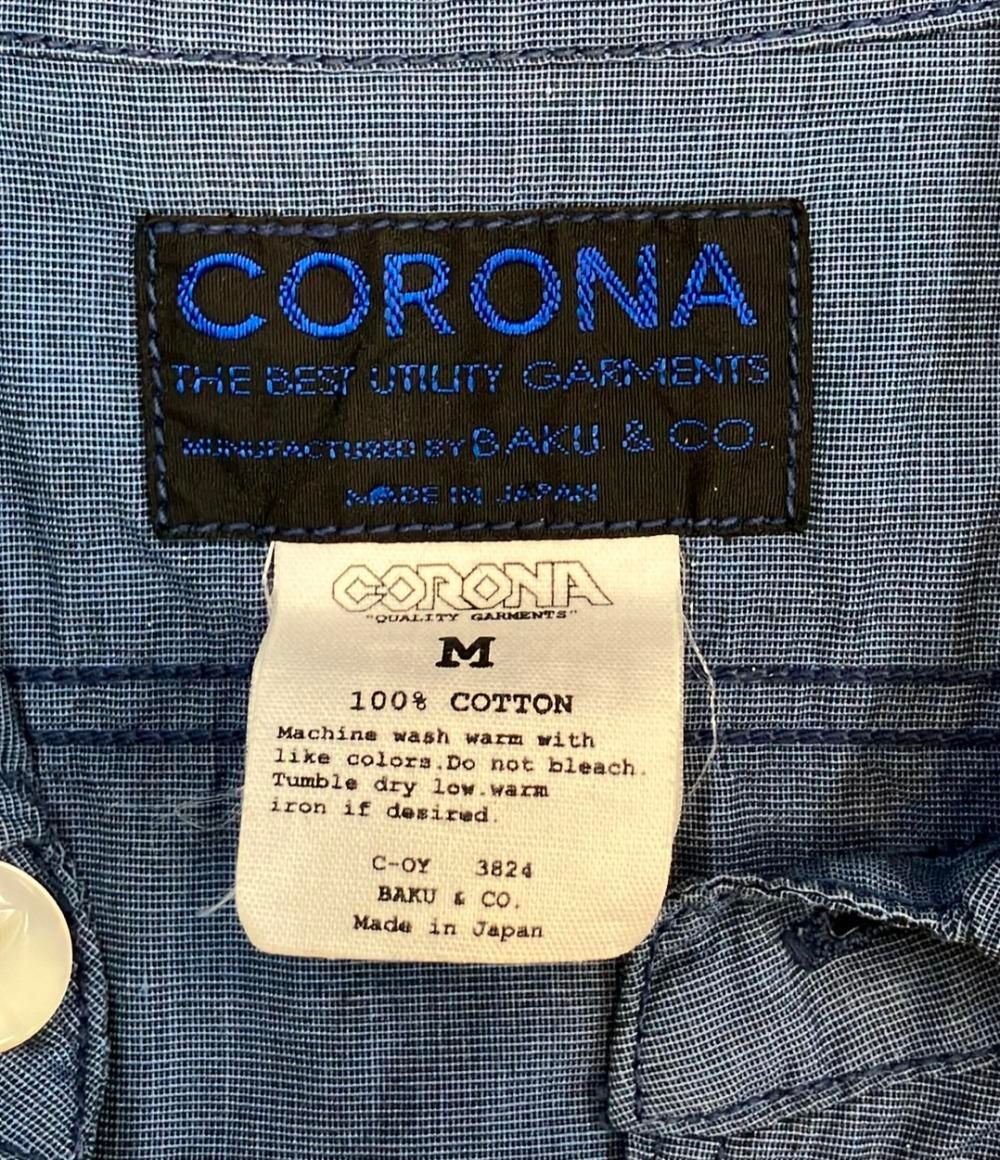 CORONA
THE BEST UTILITY GARMENTS
MUNUFACTURED BY BAKU & CO.
MADE IN JAPAN
CORONA
"QUALITY GARMENTS"
M
100% COTTON
Machine wash warm with
like colors.Do not bleach.
Tumble dry low.warm
iron if desired.
C-OY 3824
BAKU & CO.
Made in Japan